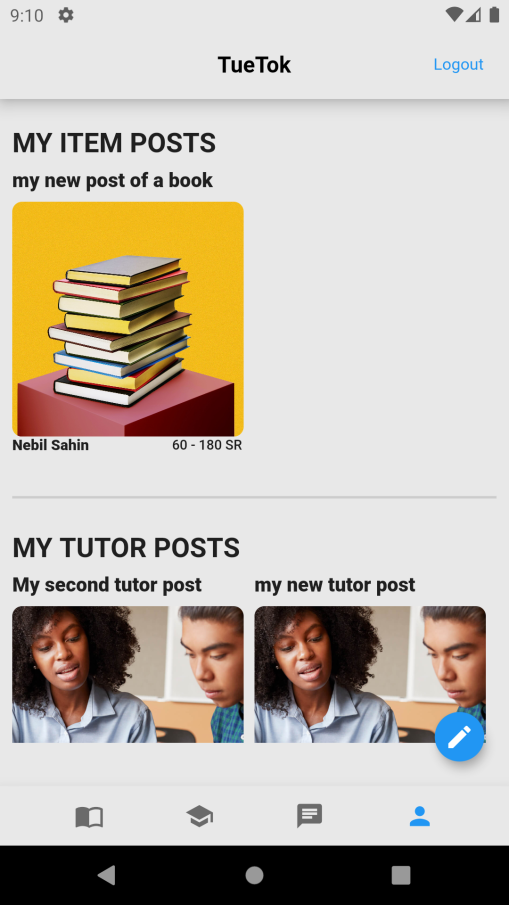 9:10
TueTok
Logout
MY ITEM POSTS
my new post of a book
Nebil Sahin
60 - 180 SR
MY TUTOR POSTS
My second tutor post
my new tutor post